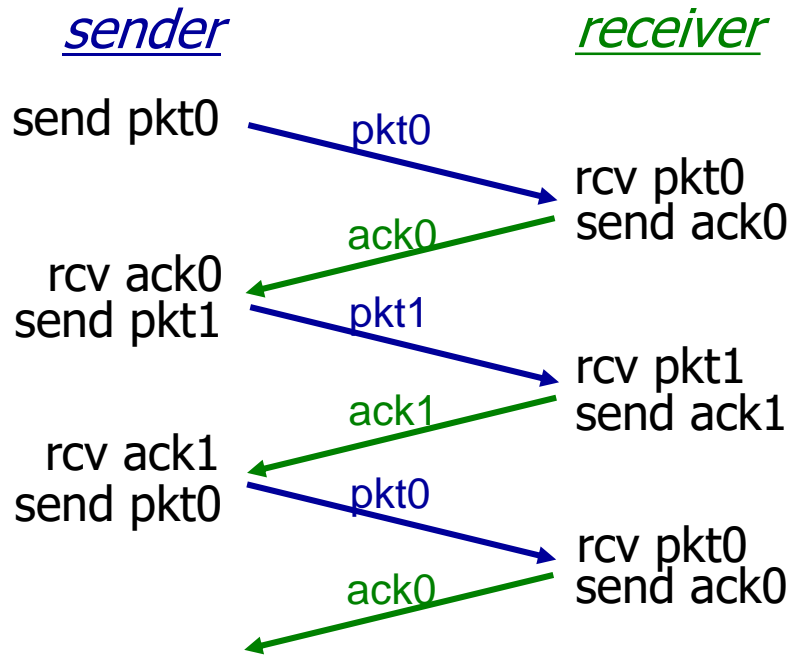 sender
receiver
send pkt0
pkt0
rcv pkt0
send ack0
ack0
rcv ack0
send pkt1
pkt1
rcv pkt1
send ack1
ack1
rcv ack1
send pkt0
pkt0
rcv pkt0
send ack0
ack0